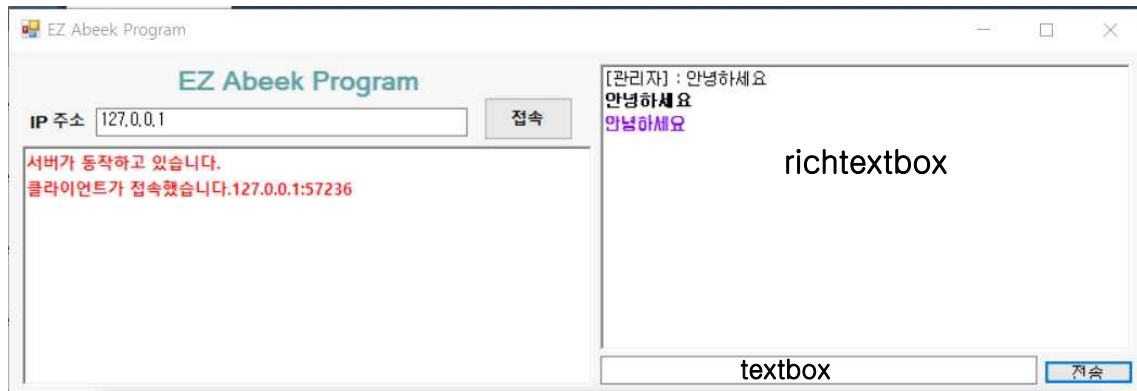 EZ Abeek Program
EZ Abeek Program
IP 주소 127.0.0.1 접속
서버가 동작하고 있습니다.
클라이언트가 접속했습니다.127.0.0.1:57236
[관리자] : 안녕하세요
안녕하세요
안녕하세요
richtextbox
textbox
전송